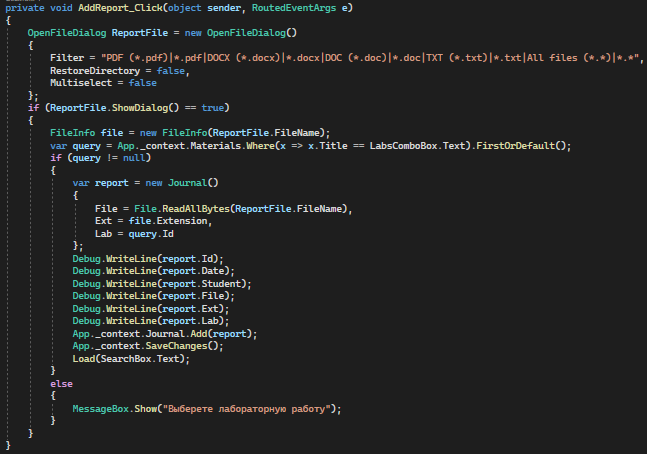 private void AddReport_Click(object sender, RoutedEventArgs e)
{
OpenFileDialog ReportFile = new OpenFileDialog()
{
Filter = "PDF (*.pdf)|*.pdf|DOCX (*.docx)|*.docx|DOC (*.doc)|*.doc|TXT (*.txt)|*.txt|All files (*.*)|*.*",
RestoreDirectory = false,
Multiselect = false
};
if (ReportFile.ShowDialog() == true)
{
FileInfo file = new FileInfo(ReportFile.FileName);
var query = App._context.Materials.Where(x => x.Title == LabsComboBox.Text).FirstOrDefault();
if (query != null)
{
var report = new Journal()
{
File = File.ReadAllBytes(ReportFile.FileName),
Ext = file.Extension,
Lab = query.Id
};
Debug.WriteLine(report.Id);
Debug.WriteLine(report.Date);
Debug.WriteLine(report.Student);
Debug.WriteLine(report.File);
Debug.WriteLine(report.Ext);
Debug.WriteLine(report.Lab);
App._context.Journal.Add(report);
App._context.SaveChanges();
Load(SearchBox.Text);
}
else
{
MessageBox.Show("Выберете лабораторную работу");
}
}
}